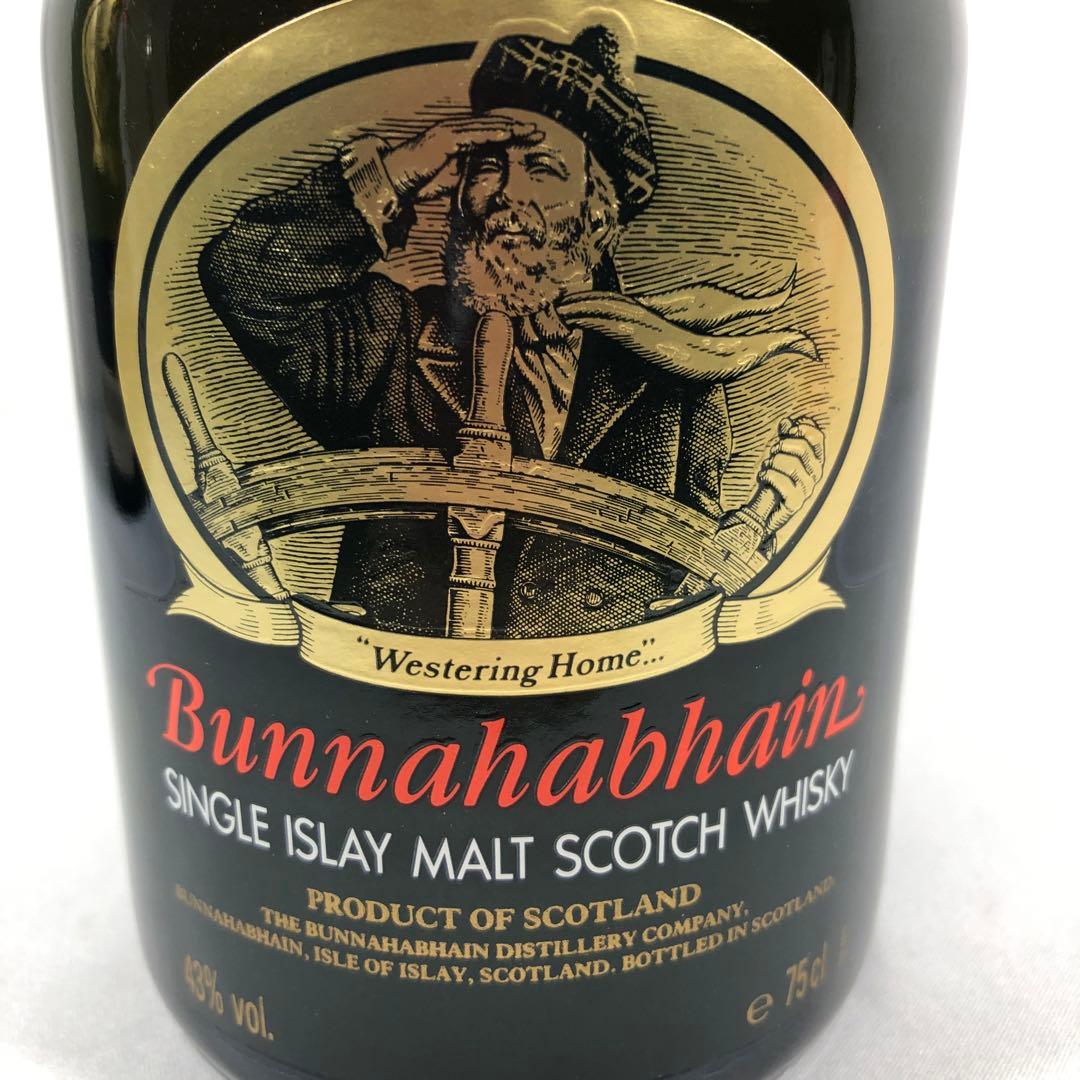 "Westering Home"...
Bunnahabhain
SINGLE ISLAY MALT SCOTCH WHISKY
PRODUCT OF SCOTLAND
THE BUNNAHABHAIN DISTILLERY COMPANY,
BUNNAHABHAIN, ISLE OF ISLAY, SCOTLAND. BOTTLED IN SCOTLAND.
43% vol.
e 75cl